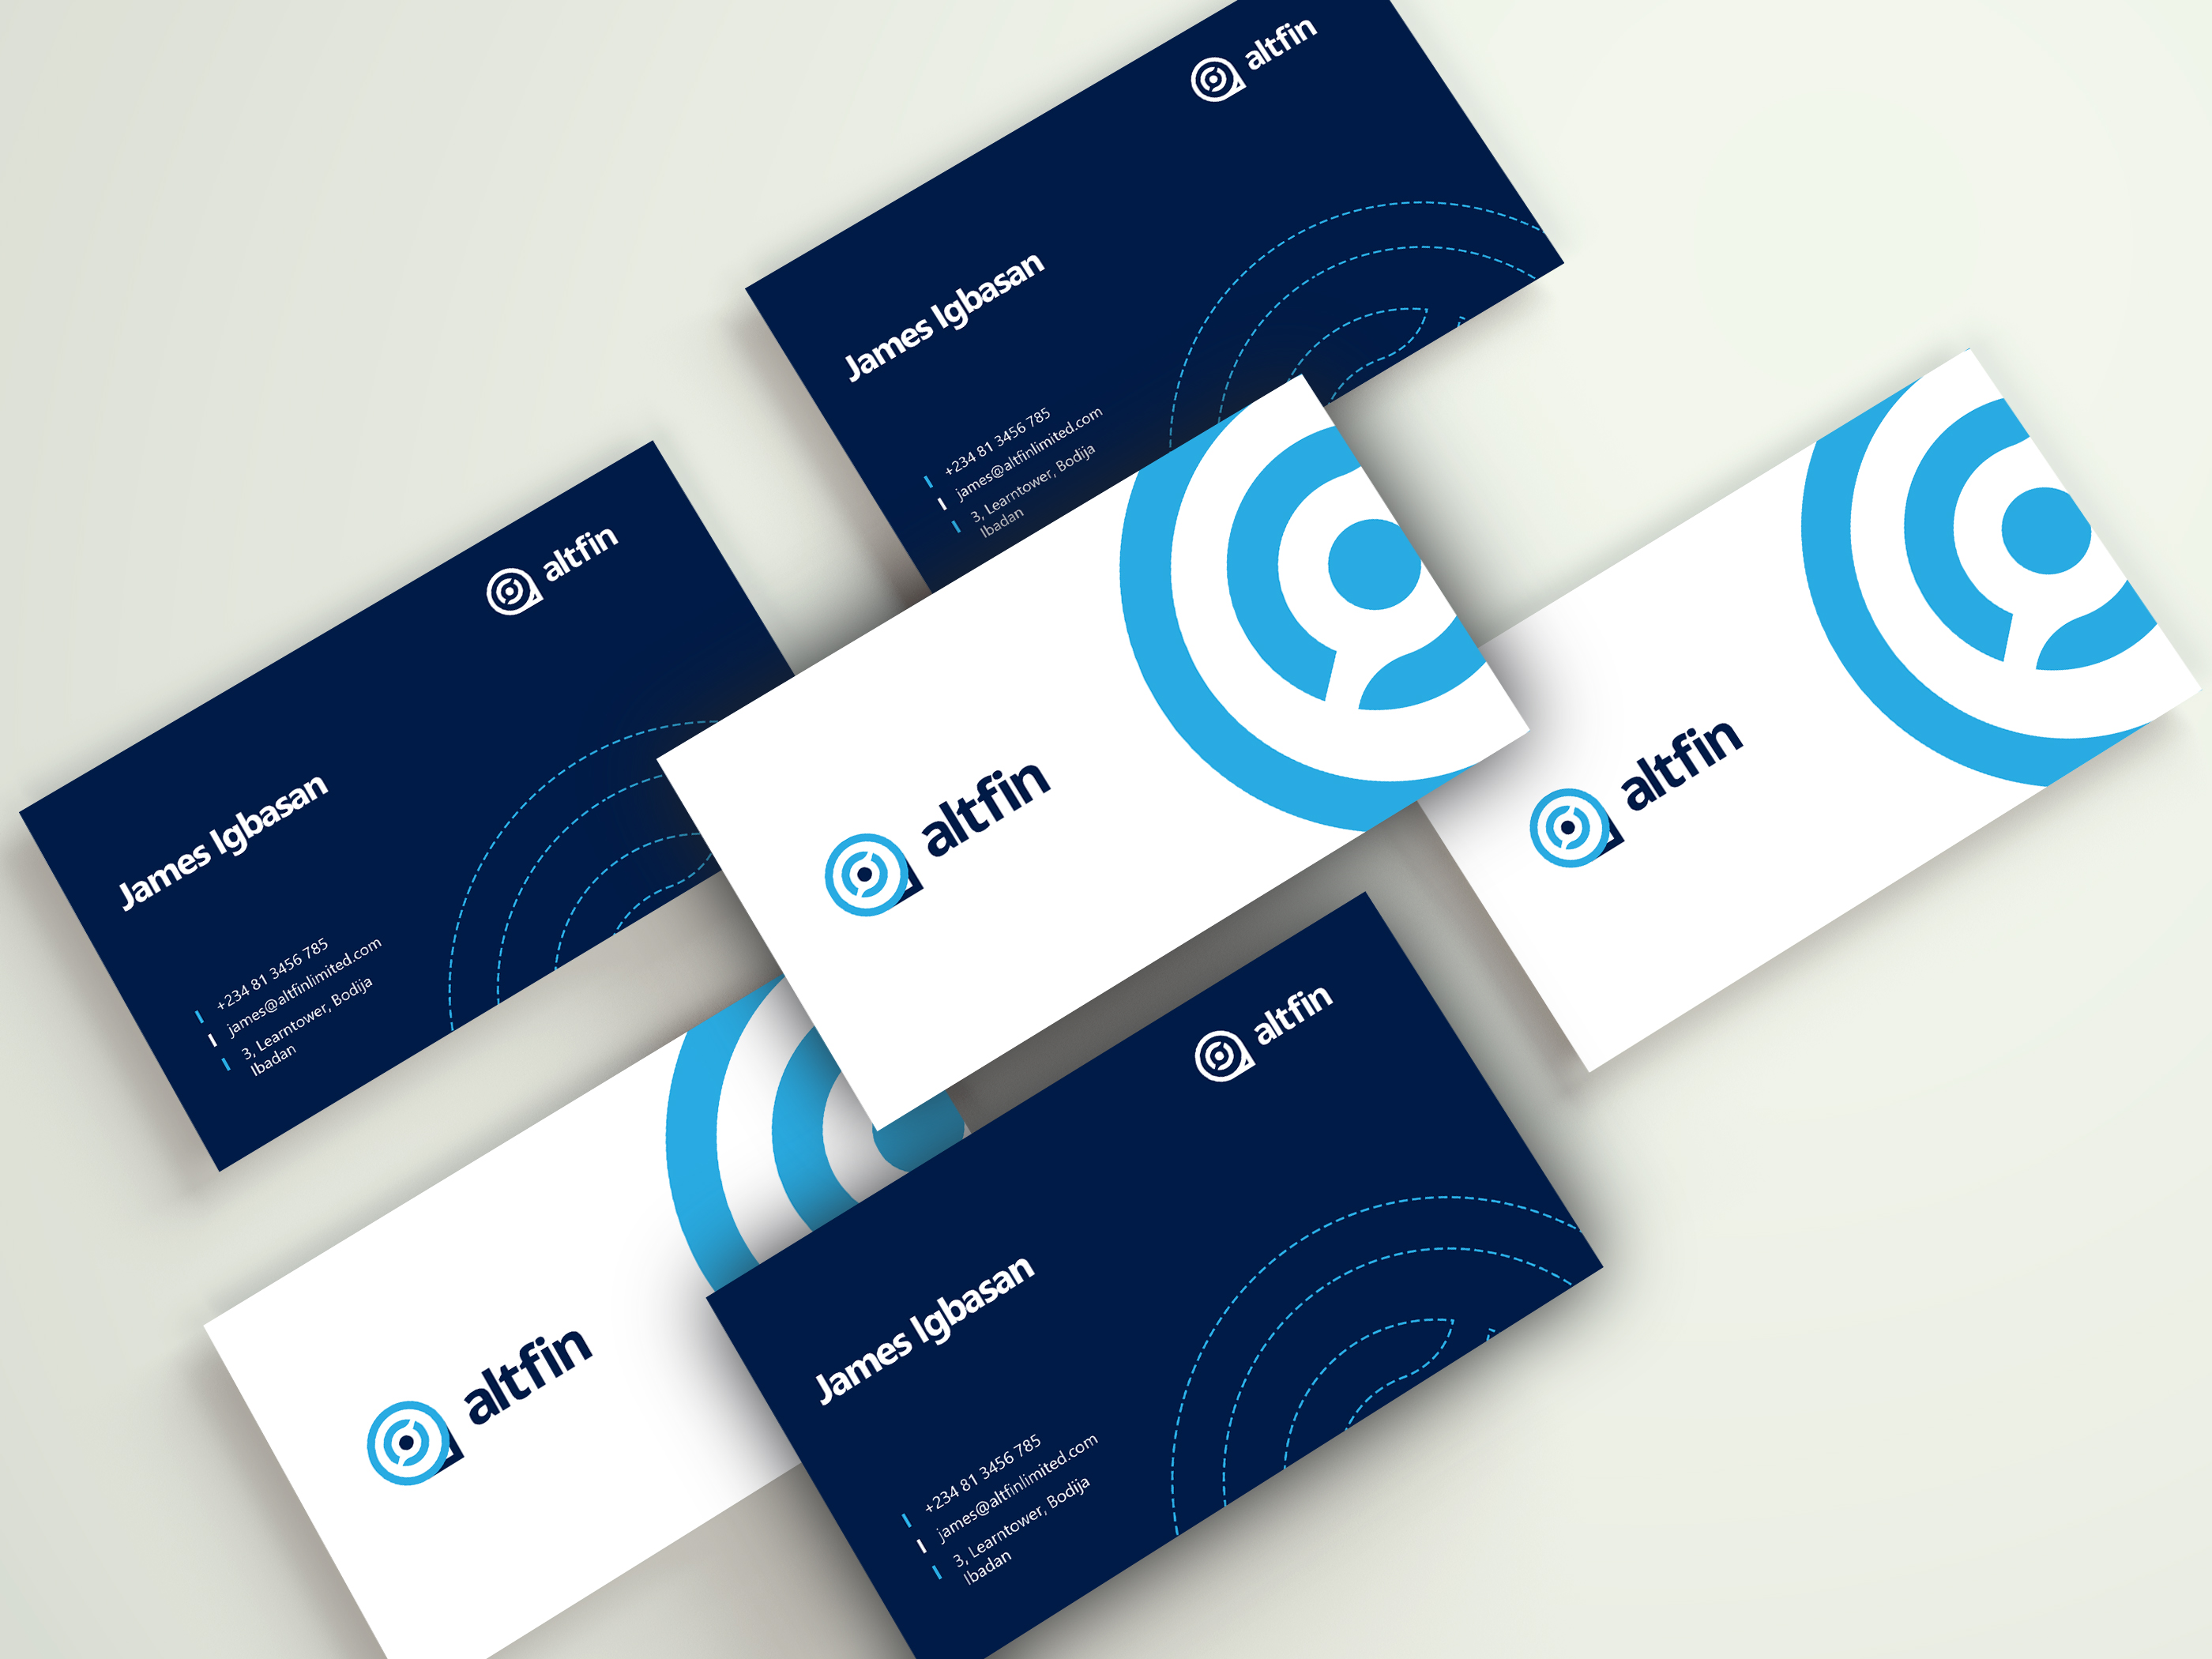 altfin
James Igbasan
+234 81 3456 785
james@altfinlimited.com
3, Learntower, Bodija
Ibadan
altfin
James Igbasan
+234 81 3456 785
james@altfinlimited.com
3, Learntower, Bodija
Ibadan
altfin
altfin
altfin
altfin
James Igbasan
+234 81 3456 785
james@altfinlimited.com
3, Learntower, Bodija
Ibadan